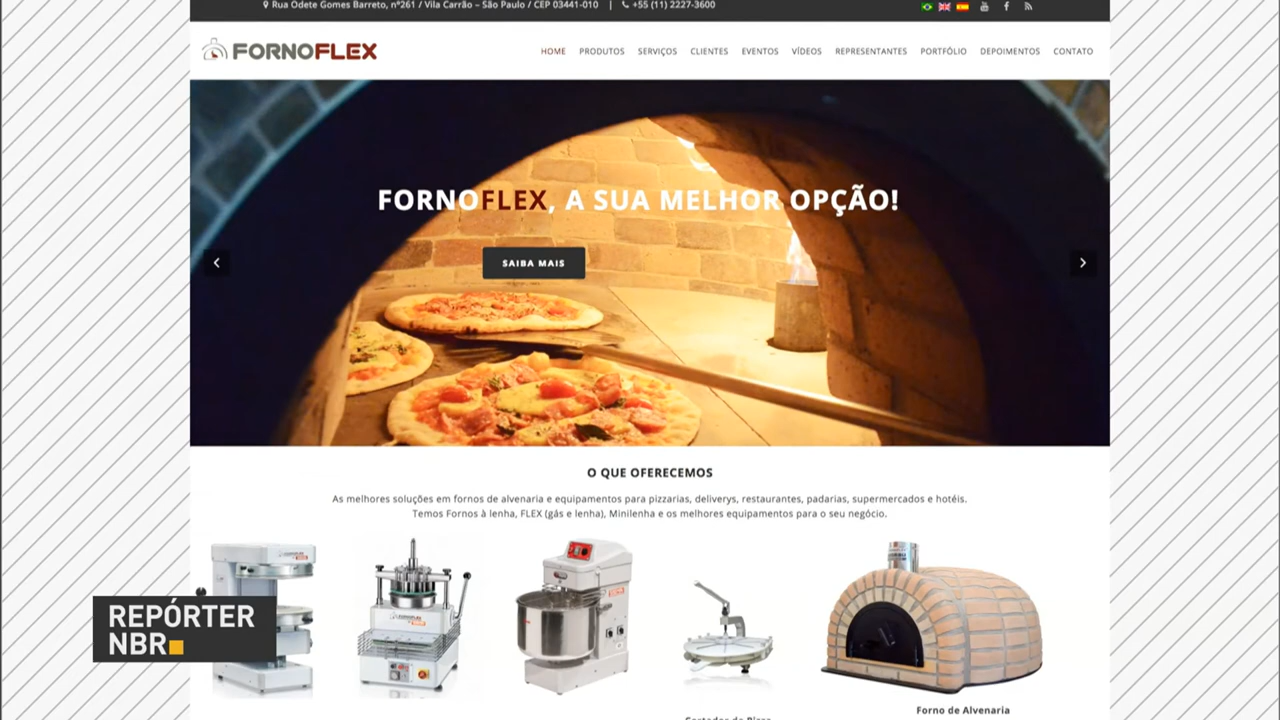 Rua Odete Gomes Barreto, nº261 / Vila Carrão – São Paulo / CEP 03441-010 | +55 (11) 2227-3600
FORNOFLEX
HOME PRODUTOS SERVIÇOS CLIENTES EVENTOS VÍDEOS REPRESENTANTES PORTFÓLIO DEPOIMENTOS CONTATO
FORNOFLEX, A SUA MELHOR OPÇÃO!
SAIBA MAIS
O QUE OFERECEMOS
As melhores soluções em fornos de alvenaria e equipamentos para pizzarias, deliverys, restaurantes, padarias, supermercados e hotéis.
Temos Fornos à lenha, FLEX (gás e lenha), Minilenha e os melhores equipamentos para o seu negócio.
REPÓRTER
NBR
Forno de Alvenaria